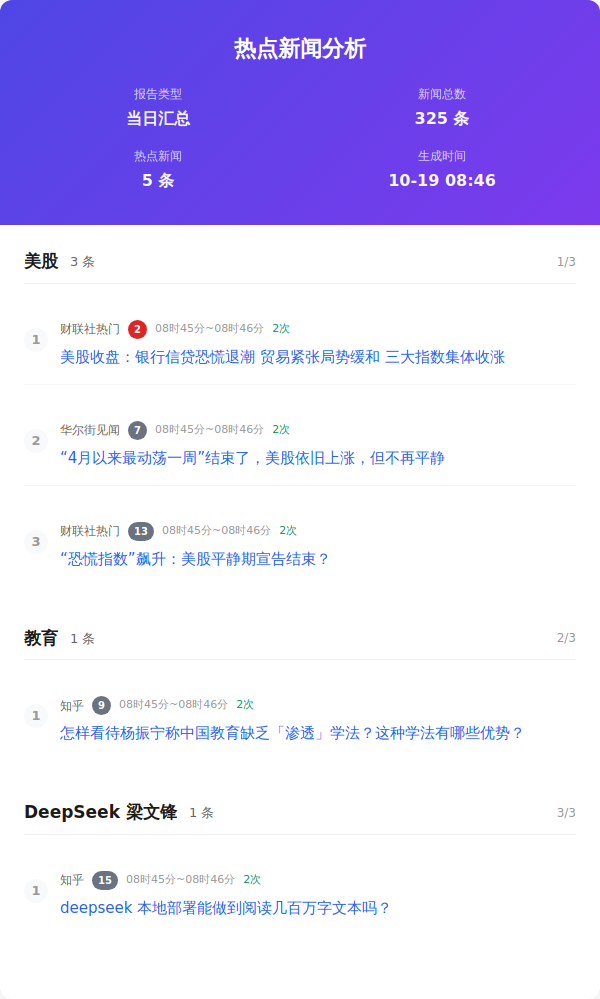 热点新闻分析
报告类型
当日汇总
新闻总数
325 条
热点新闻
5 条
生成时间
10-19 08:46
美股 3 条 1/3
1
财联社热门 2 08时45分~08时46分 2次
美股收盘：银行信贷恐慌退潮 贸易紧张局势缓和 三大指数集体收涨
2
华尔街见闻 7 08时45分~08时46分 2次
“4月以来最动荡一周”结束了，美股依旧上涨，但不再平静
3
财联社热门 13 08时45分~08时46分 2次
“恐慌指数”飙升：美股平静期宣告结束？
教育 1 条 2/3
1
知乎 9 08时45分~08时46分 2次
怎样看待杨振宁称中国教育缺乏「渗透」学法？这种学法有哪些优势？
DeepSeek 梁文锋 1 条 3/3
1
知乎 15 08时45分~08时46分 2次
deepseek 本地部署能做到阅读几百万字文本吗？